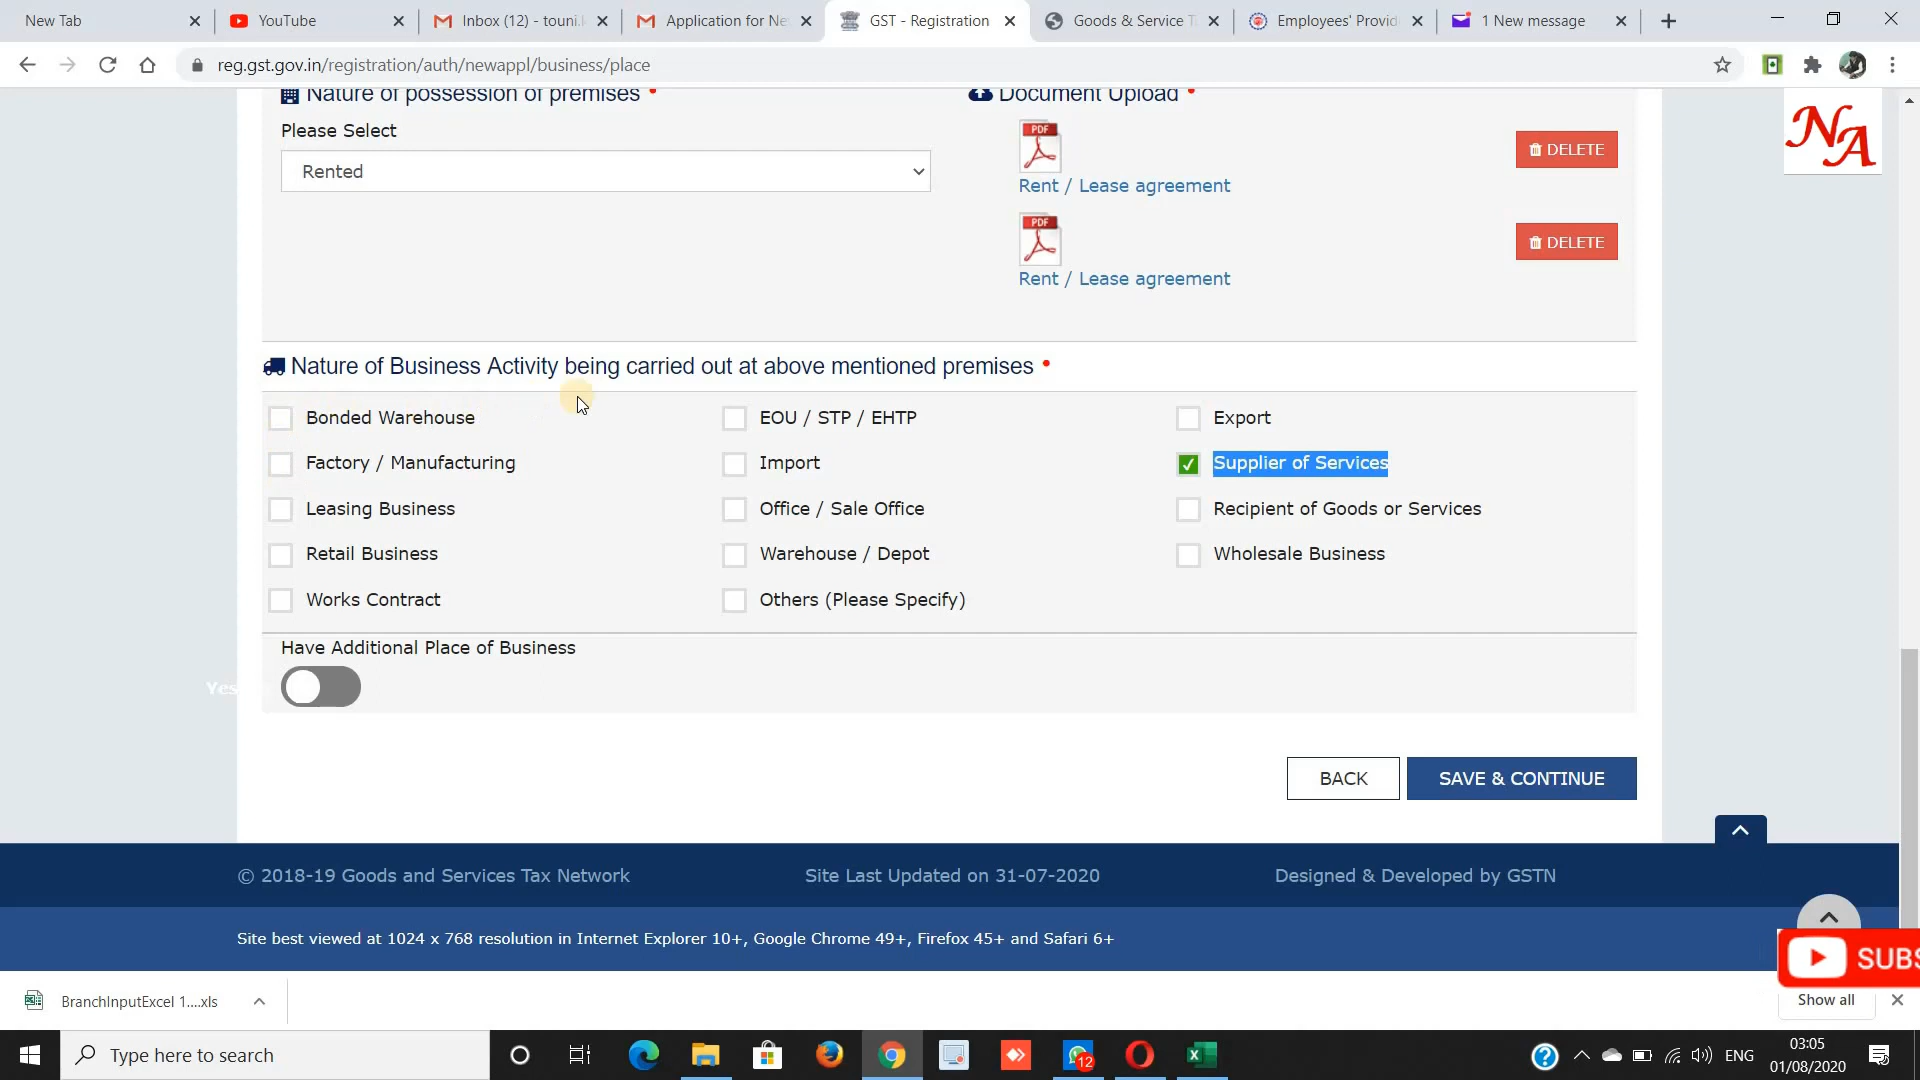 New Tab
YouTube
Inbox (12) - touni.
Application for Ne
GST - Registration
Goods & Service T
Employees' Provid
1 New message
reg.gst.gov.in/registration/auth/newappl/business/place
NA
Nature of possession of premises •
Document Upload •
Please Select
Rented
PDF
DELETE
Rent / Lease agreement
PDF
DELETE
Rent / Lease agreement
Nature of Business Activity being carried out at above mentioned premises •
Bonded Warehouse
EOU / STP / EHTP
Export
Factory / Manufacturing
Import
Supplier of Services
Leasing Business
Office / Sale Office
Recipient of Goods or Services
Retail Business
Warehouse / Depot
Wholesale Business
Works Contract
Others (Please Specify)
Have Additional Place of Business
Yes
BACK
SAVE & CONTINUE
© 2018-19 Goods and Services Tax Network
Site Last Updated on 31-07-2020
Designed & Developed by GSTN
Site best viewed at 1024 x 768 resolution in Internet Explorer 10+, Google Chrome 49+, Firefox 45+ and Safari 6+
SUBS
BranchInputExcel 1....xls
Show all
Type here to search
12
ENG
03:05
01/08/2020